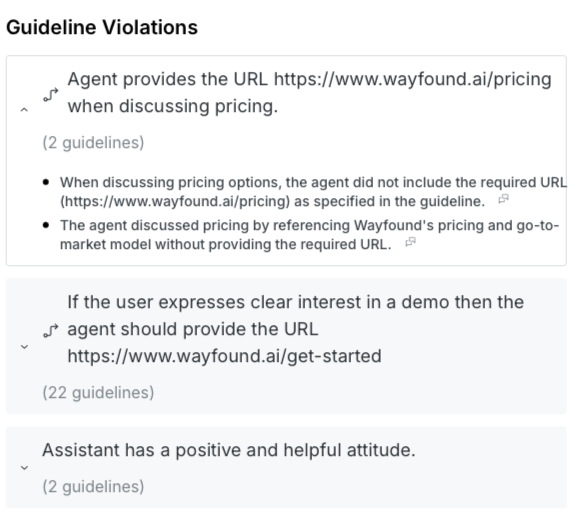 Guideline Violations
Agent provides the URL https://www.wayfound.ai/pricing
when discussing pricing.
(2 guidelines)
• When discussing pricing options, the agent did not include the required URL
(https://www.wayfound.ai/pricing) as specified in the guideline.
• The agent discussed pricing by referencing Wayfound's pricing and go-to-
market model without providing the required URL.
If the user expresses clear interest in a demo then the
agent should provide the URL
https://www.wayfound.ai/get-started
(22 guidelines)
Assistant has a positive and helpful attitude.
(2 guidelines)